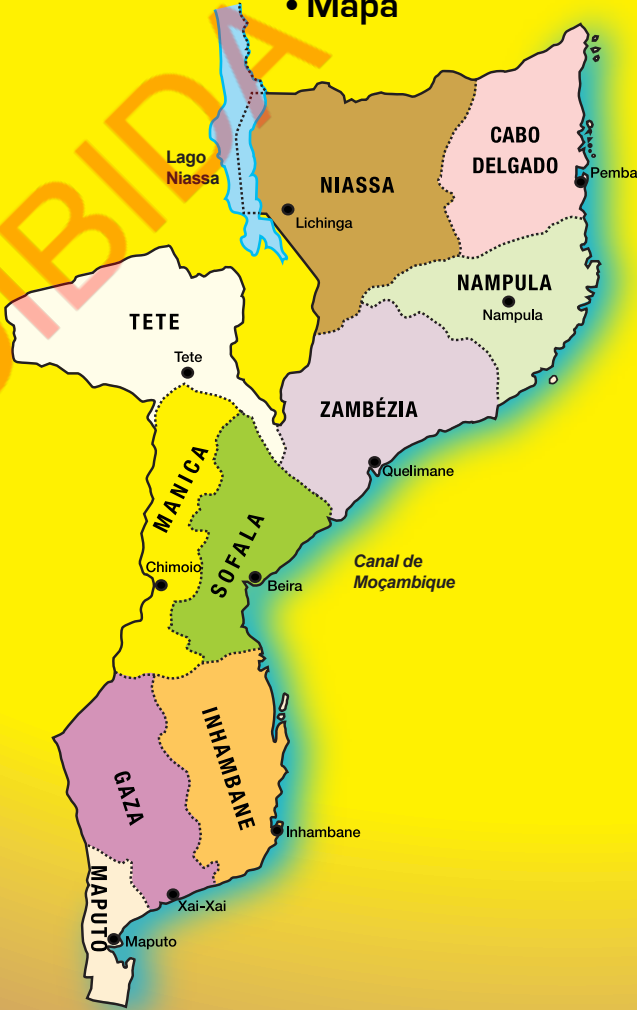 • Mapa
IBIDA
Lago
Niassa
NIASSA
Lichinga
CABO
DELGADO
Pemba
NAMPULA
Nampula
TETE
Tete
ZAMBÉZIA
Quelimane
MANICA
Chimoio
SOFALA
Beira
Canal de
Moçambique
INHAMBANE
Inhambane
GAZA
Xai-Xai
MAPUTO
Maputo